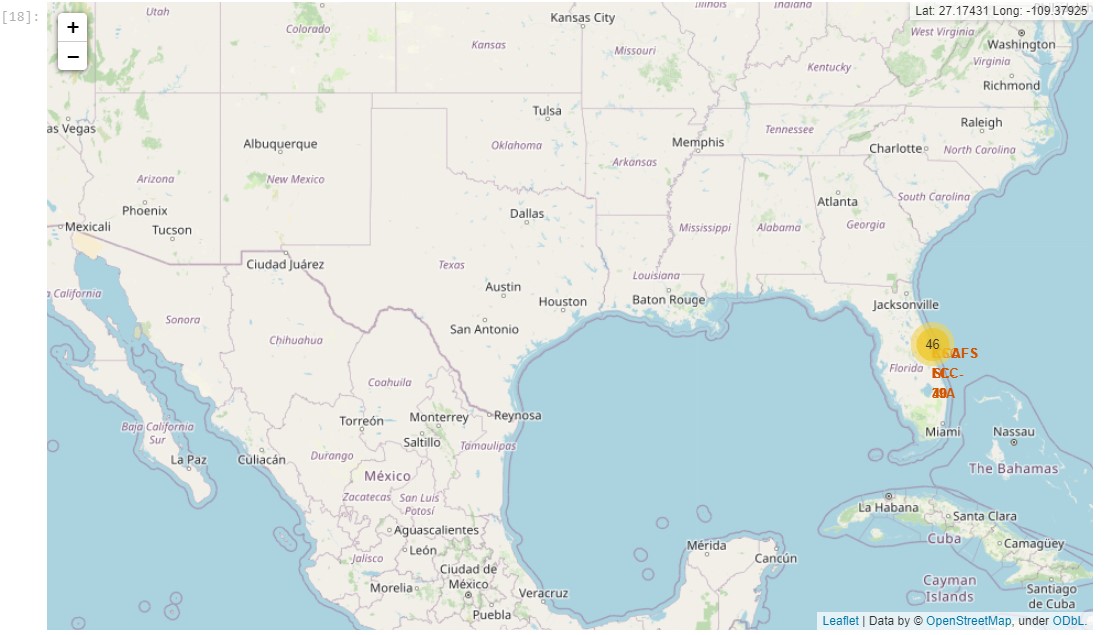 [18]:
+
−
Lat: 27.17431 Long: -109.37925
Utah
Colorado
Kansas
Kansas City
Missouri
Illinois
Indiana
Kentucky
West Virginia
Washington
Virginia
Richmond
as Vegas
Albuquerque
Tulsa
Oklahoma
Arkansas
Memphis
Tennessee
Raleigh
Charlotte
North Carolina
Arizona
New Mexico
Phoenix
Tucson
Mexicali
Dallas
Mississippi
Alabama
Atlanta
Georgia
South Carolina
Ciudad Juárez
Texas
Louisiana
Austin
Houston
Baton Rouge
Jacksonville
a California
Sonora
Chihuahua
San Antonio
46
Florida
39A
Coahuila
Miami
Nassau
The Bahamas
Baja California
Sur
La Paz
Culiacán
Durango
Torreón
Monterrey
Saltillo
Reynosa
Tamaulipas
México
Zacatecas
San Luis
Potosí
La Habana
Santa Clara
Cuba
Camagüey
Aguascalientes
León
Jalisco
Ciudad de
México
Morelia
Veracruz
Puebla
Mérida
Cancún
Cayman
Islands
Santiago
de Cuba
Leaflet | Data by © OpenStreetMap, under ODbL.